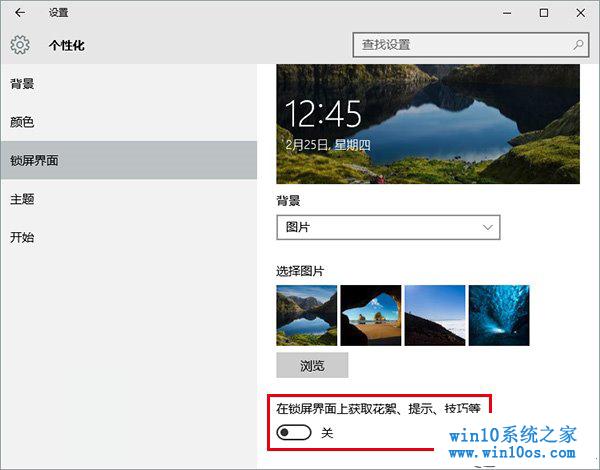 设置
个性化
查找设置
背景
颜色
锁屏界面
主题
开始
12:45
2月25日, 星期四
背景
图片
选择图片
浏览
在锁屏界面上获取花絮、提示、技巧等
关
win10系统之家
www.win10os.com